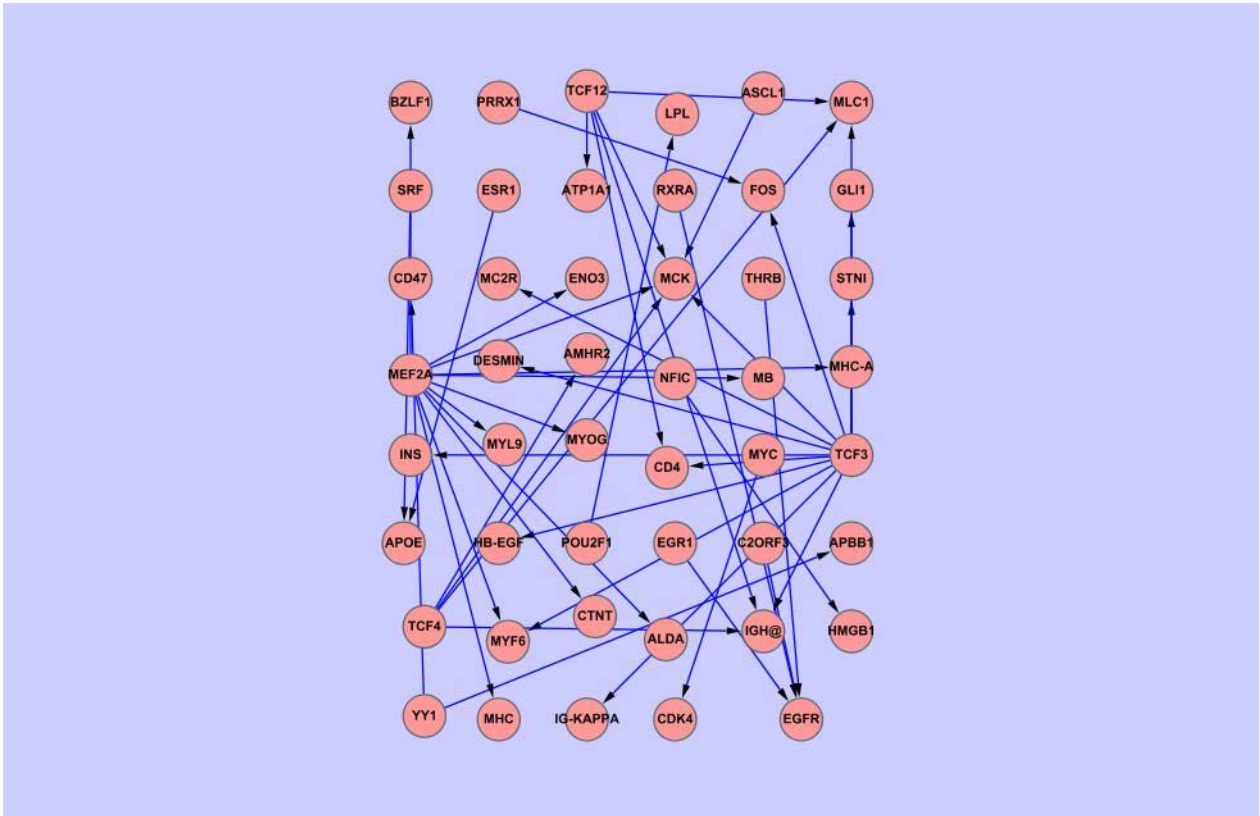 BZLF1 PRRX1 TCF12 LPL ASCL1 MLC1
SRF ESR1 ATP1A1 RXRA FOS GLI1
CD47 MC2R ENO3 MCK THRB STNI
MEF2A DESMIN AMHR2 NFIC MB MHC-A
INS MYL9 MYOG CD4 MYC TCF3
APOE HB-EGF POU2F1 EGR1 C2ORF3 APBB1
TCF4 MYF6 CTNT ALDA IGH@ HMGB1
YY1 MHC IG-KAPPA CDK4 EGFR